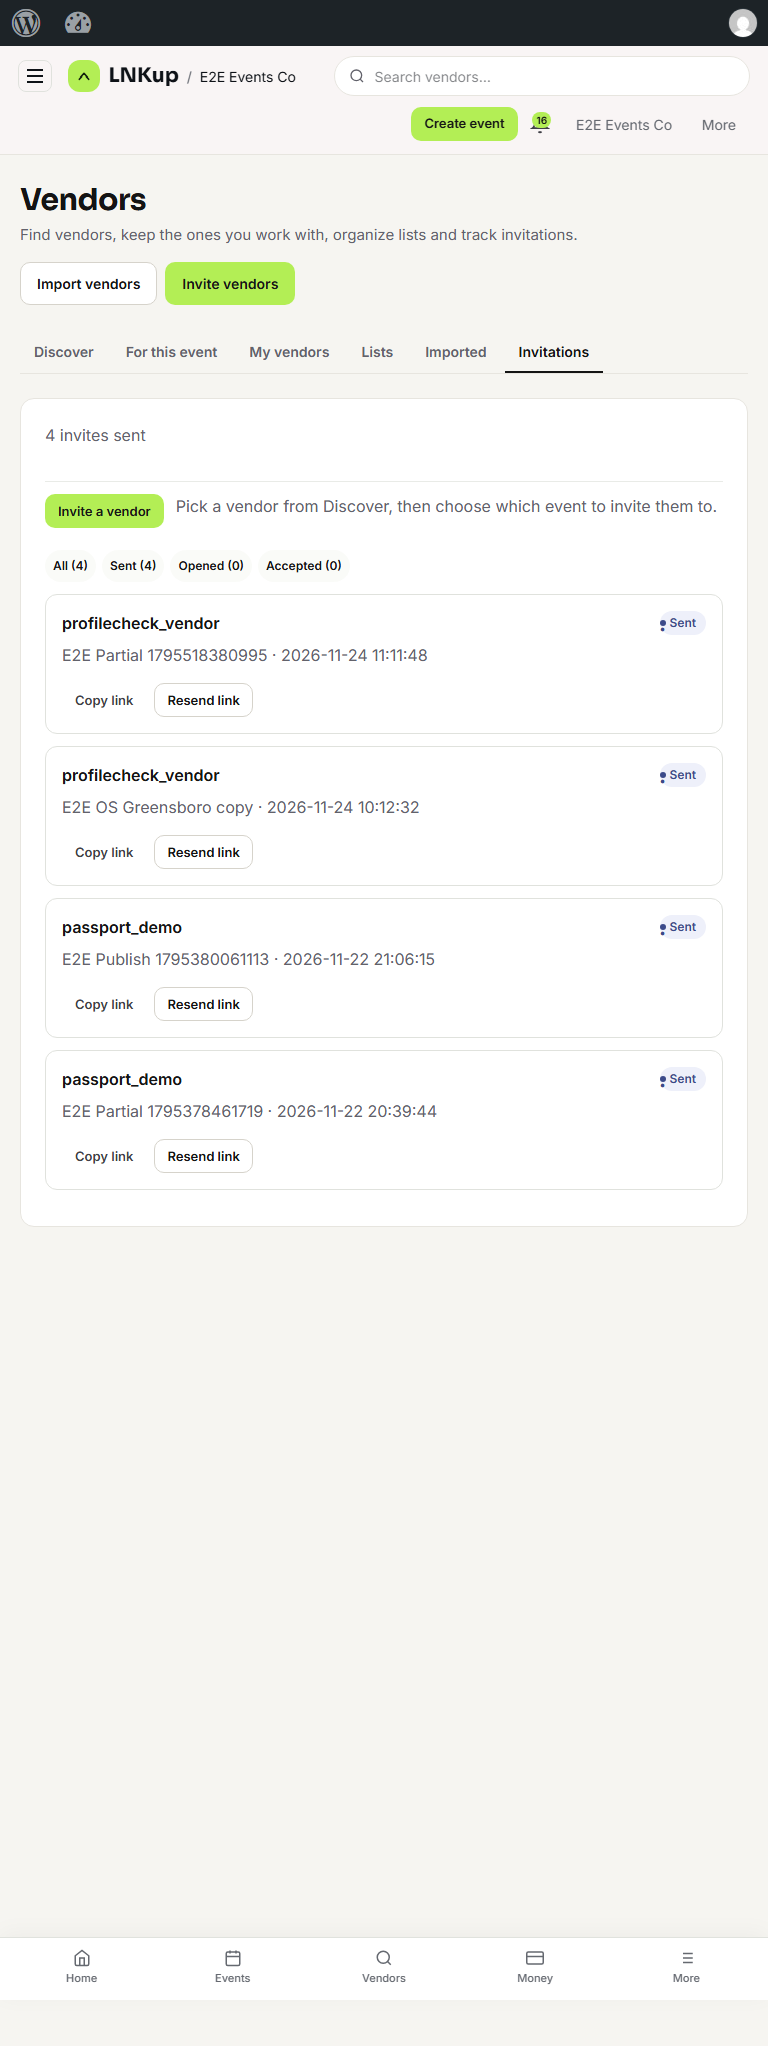 LNKup / E2E Events Co
Search vendors...
Create event
16
E2E Events Co
More
Vendors
Find vendors, keep the ones you work with, organize lists and track invitations.
Import vendors
Invite vendors
Discover
For this event
My vendors
Lists
Imported
Invitations
4 invites sent
Invite a vendor
Pick a vendor from Discover, then choose which event to invite them to.
All (4)
Sent (4)
Opened (0)
Accepted (0)
profilecheck_vendor
Sent
E2E Partial 1795518380995 · 2026-11-24 11:11:48
Copy link
Resend link
profilecheck_vendor
Sent
E2E OS Greensboro copy · 2026-11-24 10:12:32
Copy link
Resend link
passport_demo
Sent
E2E Publish 1795380061113 · 2026-11-22 21:06:15
Copy link
Resend link
passport_demo
Sent
E2E Partial 1795378461719 · 2026-11-22 20:39:44
Copy link
Resend link
Home
Events
Vendors
Money
More